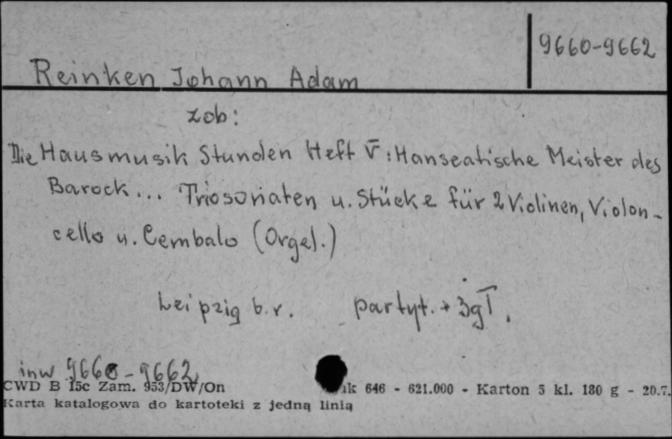 9660-9662
Reinken Johann Adam
zob:
Die Hausmusik Stunden Heft V: Hanseatische Meister des
Barock... Triosonaten u. Stücke für 2 Violinen, Violon-
cello u. Cembalo (Orgel.)
Leipzig b.r. partyt. + 3gł.
inw 9660-9662
CWD B 15c Zam. 953/DW/On uk 646 - 621.000 - Karton 5 kl. 180 g - 20.7.
Karta katalogowa do kartoteki z jedną linią